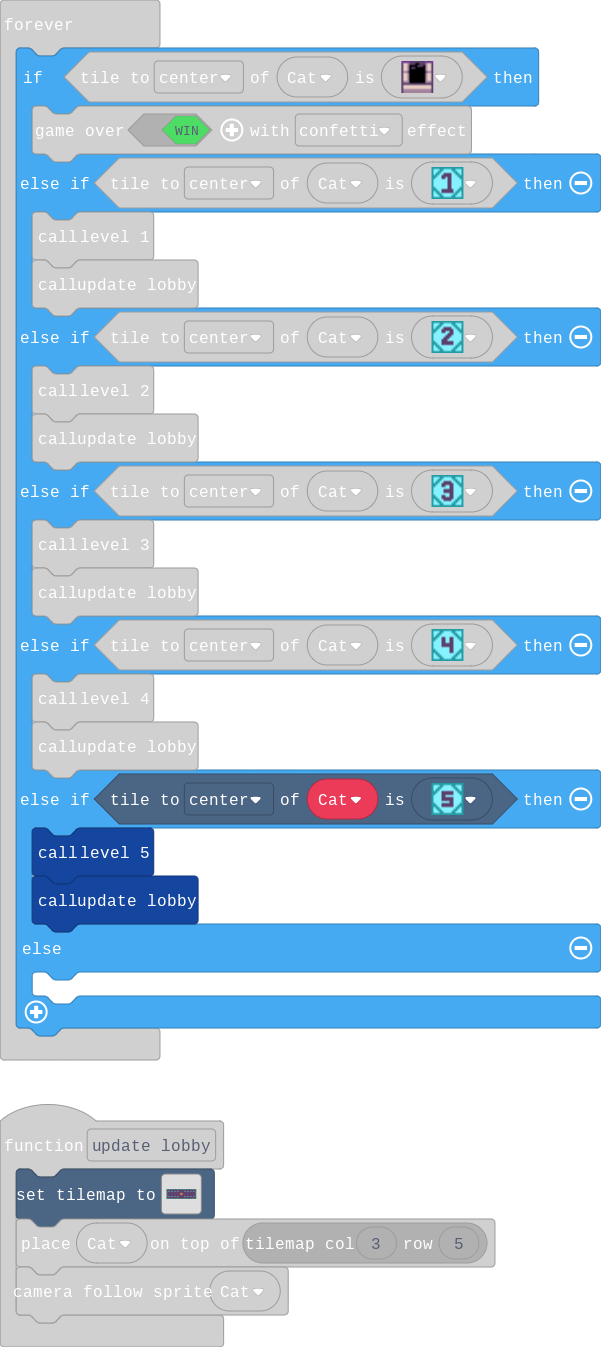 forever
if tile to center of Cat is then
game over WIN with confetti effect
else if tile to center of Cat is 1 then
call level 1
call update lobby
else if tile to center of Cat is 2 then
call level 2
call update lobby
else if tile to center of Cat is 3 then
call level 3
call update lobby
else if tile to center of Cat is 4 then
call level 4
call update lobby
else if tile to center of Cat is 5 then
call level 5
call update lobby
else
function update lobby
set tilemap to
place Cat on top of tilemap col 3 row 5
camera follow sprite Cat